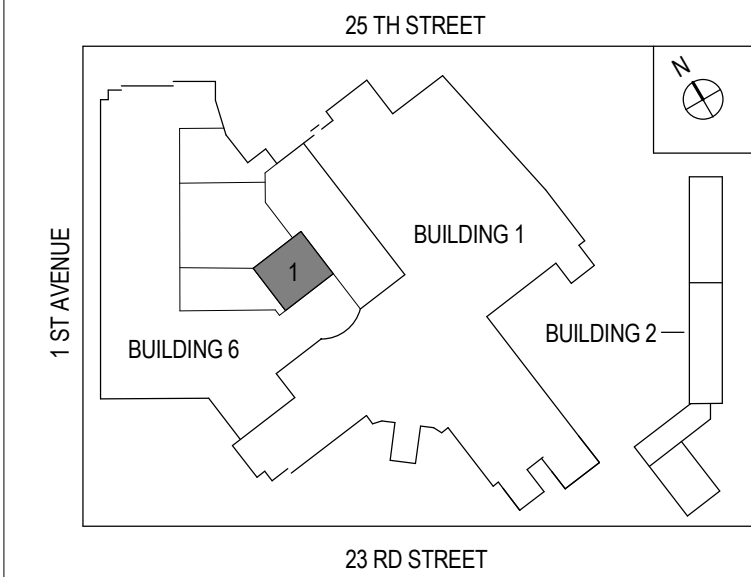 25 TH STREET
N
BUILDING 1
1 ST AVENUE
1
BUILDING 2
BUILDING 6
23 RD STREET